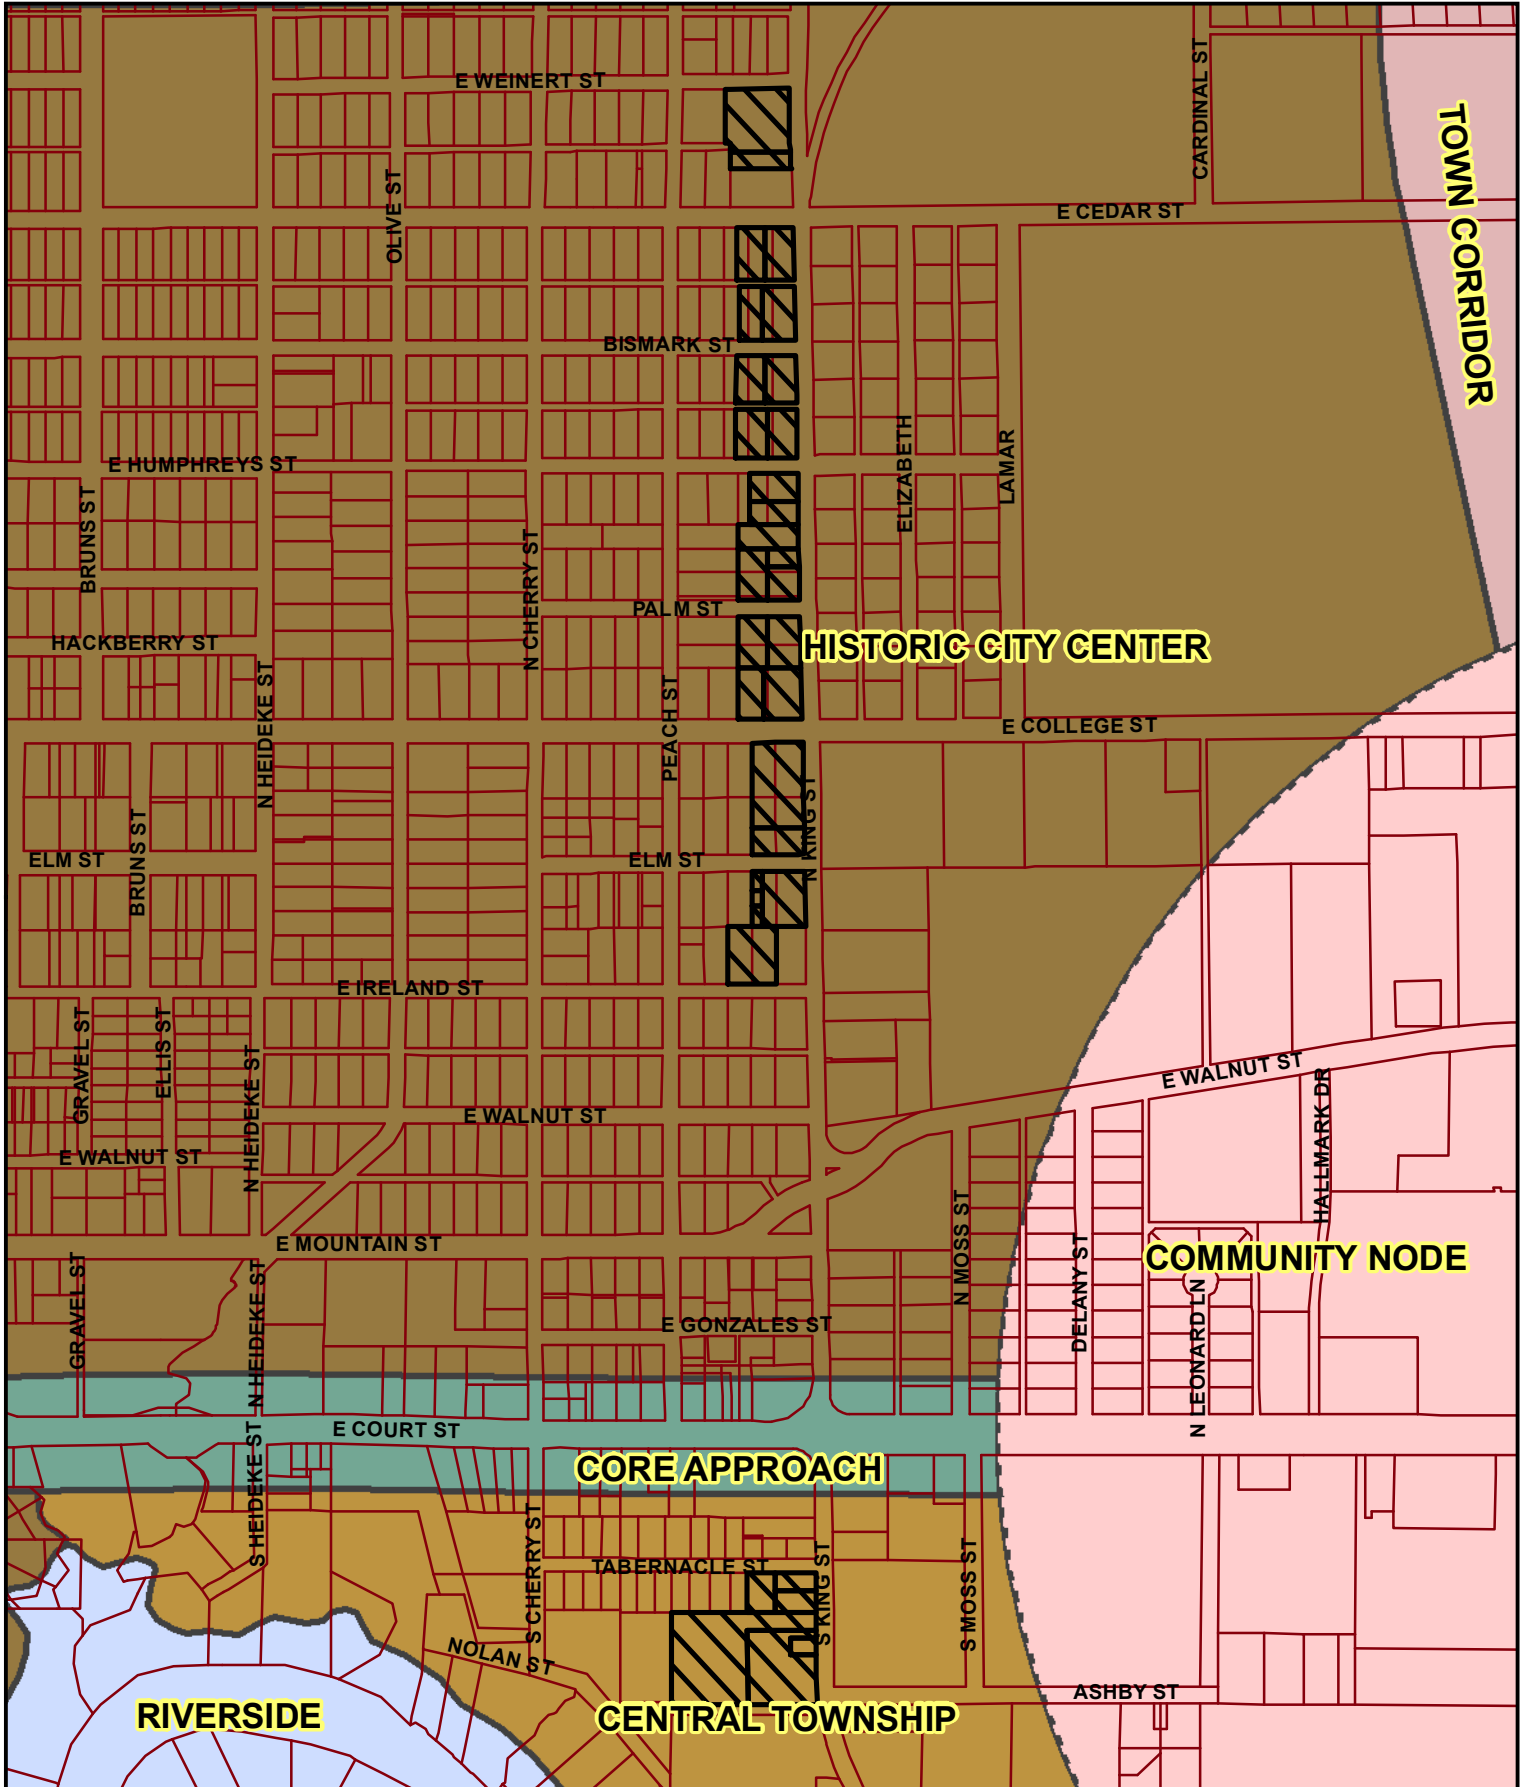 E WEINERT ST
CARDINAL ST
TOWN CORRIDOR
OLIVE ST
E CEDAR ST
BISMARK ST
E HUMPHREYS ST
ELIZABETH
LAMAR
BRUNS ST
N CHERRY ST
PALM ST
HACKBERRY ST
HISTORIC CITY CENTER
N HEIDEKE ST
PEACH ST
E COLLEGE ST
N KING ST
BRUNS ST
ELM ST
ELM ST
E IRELAND ST
GRAVEL ST
ELLIS ST
N HEIDEKE ST
E WALNUT ST
HALLMARK DR
E WALNUT ST
E WALNUT ST
N MOSS ST
E MOUNTAIN ST
DELANY ST
COMMUNITY NODE
GRAVEL ST
N HEIDEKE ST
N LEONARD LN
E GONZALES ST
E COURT ST
CORE APPROACH
S HEIDEKE ST
S CHERRY ST
TABERNACLE ST
S KING ST
S MOSS ST
NOLAN ST
ASHBY ST
RIVERSIDE
CENTRAL TOWNSHIP